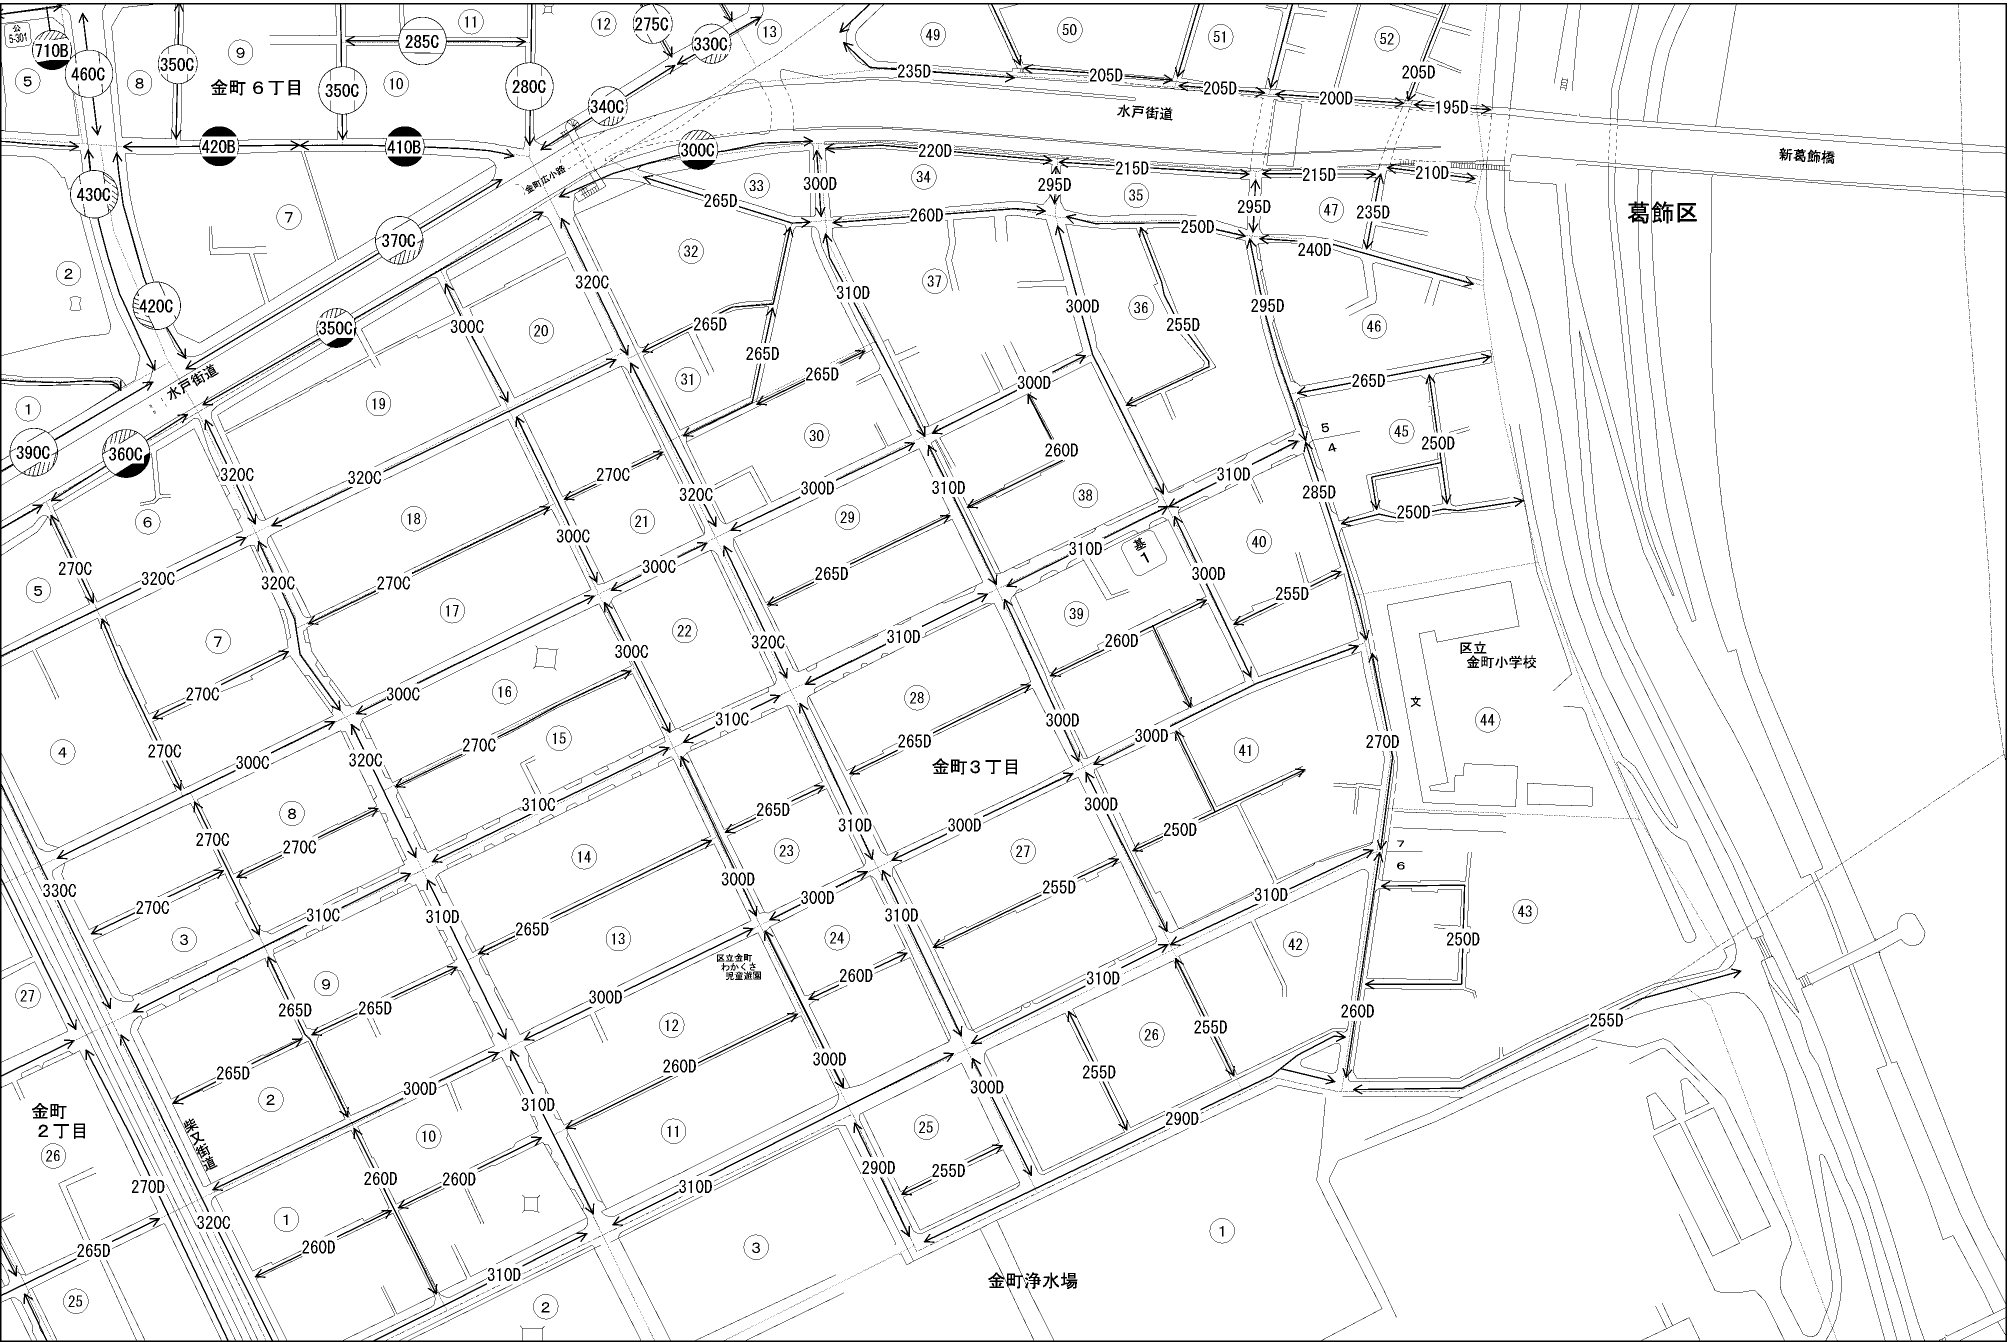 公
5-301
710B
460C
350C
9
285C
11
12
275C
330C
13
49
50
51
52
5
8
金町６丁目
350C
10
280C
340C
235D
205D
205D
200D
205D
195D
水戸街道
420B
410B
300C
220D
215D
215D
210D
新葛飾橋
430C
7
金町広小路
33
300D
34
295D
35
295D
47
235D
葛飾区
265D
260D
250D
240D
370C
32
2
420C
350C
320C
300C
20
310D
37
300D
36
295D
46
265D
265D
255D
水戸街道
1
19
31
265D
300D
265D
390C
360C
320C
320C
270C
30
260D
5
4
45
250D
6
18
21
320C
300D
29
310D
38
310D
285D
250D
270C
5
320C
320C
270C
300C
300C
265D
310D
基
1
40
300D
255D
7
17
300C
22
320C
310D
39
260D
区立
金町小学校
文
44
270C
300C
16
270C
15
310C
28
265D
300D
300D
270D
41
4
270C
300C
320C
金町３丁目
8
270C
270C
310C
265D
310D
300D
300D
250D
14
23
27
7
6
330C
270C
310C
310D
300D
300D
310D
255D
310D
43
3
265D
13
24
42
250D
区立金町
わかくさ
児童遊園
27
9
265D
265D
300D
260D
310D
260D
255D
12
26
255D
265D
300D
260D
300D
300D
255D
2
310D
290D
金町
２丁目
柴又街道
10
11
25
26
270D
260D
260D
310D
290D
255D
320C
1
260D
3
1
265D
310D
金町浄水場
25
2